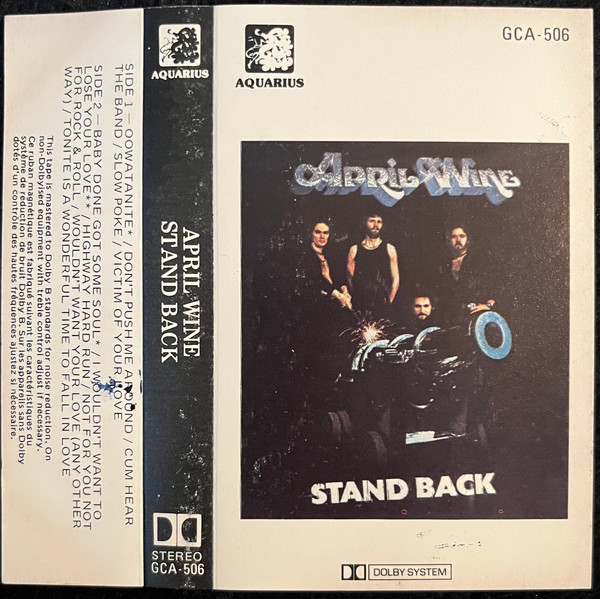 SIDE 1 — OOWATANITE* / DON'T PUSH ME AROUND / CUM HEAR
THE BAND / SLOW POKE / VICTIM OF YOUR LOVE
SIDE 2 — BABY DONE GOT SOME SOUL* / I WOULDN'T WANT TO
LOSE YOUR LOVE** / HIGHWAY HARD RUN / NOT FOR YOU NOT
FOR ROCK & ROLL / WOULDN'T WANT YOUR LOVE (ANY OTHER
WAY) / TONITE IS A WONDERFUL TIME TO FALL IN LOVE
This tape is mastered to Dolby B standards for noise reduction. On
non-Dolbyised equipment with treble control adjust if necessary.
Ce ruban magnétique est fabriqué suivant les caractéristiques du
système de réduction de bruit Dolby B. Sur les appareils sans Dolby
dotés d'un contrôle des hautes fréquences ajustez si nécessaire.
AQUARIUS
APRIL WINE
STAND BACK
STEREO
GCA-506
AQUARIUS
GCA-506
APRIL WINE
STAND BACK
DOLBY SYSTEM